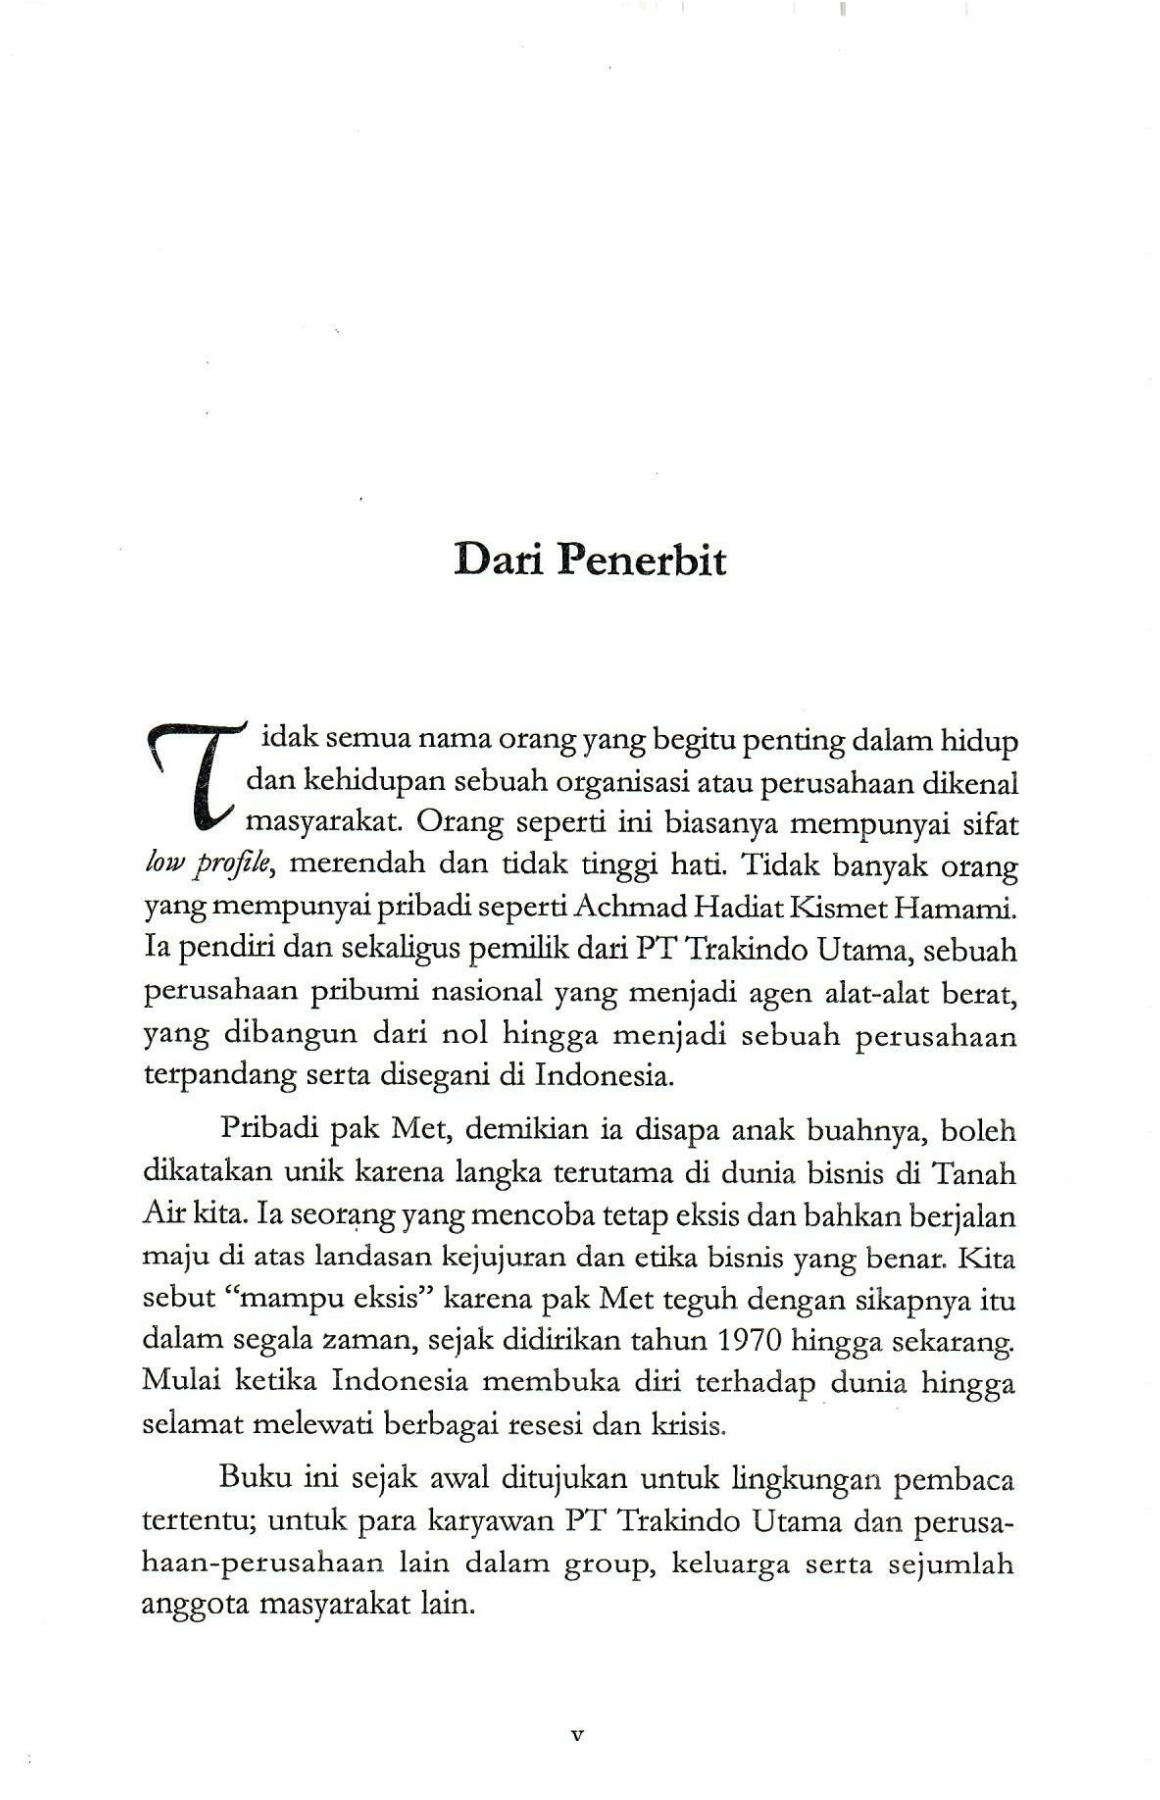 Dari Penerbit
Tidak semua nama orang yang begitu penting dalam hidup
dan kehidupan sebuah organisasi atau perusahaan dikenal
masyarakat. Orang seperti ini biasanya mempunyai sifat
low profile, merendah dan tidak tinggi hati. Tidak banyak orang
yang mempunyai pribadi seperti Achmad Hadiat Kismet Hamami.
Ia pendiri dan sekaligus pemilik dari PT Trakindo Utama, sebuah
perusahaan pribumi nasional yang menjadi agen alat-alat berat,
yang dibangun dari nol hingga menjadi sebuah perusahaan
terpandang serta disegani di Indonesia.
Pribadi pak Met, demikian ia disapa anak buahnya, boleh
dikatakan unik karena langka terutama di dunia bisnis di Tanah
Air kita. Ia seorang yang mencoba tetap eksis dan bahkan berjalan
maju di atas landasan kejujuran dan etika bisnis yang benar. Kita
sebut “mampu eksis” karena pak Met teguh dengan sikapnya itu
dalam segala zaman, sejak didirikan tahun 1970 hingga sekarang.
Mulai ketika Indonesia membuka diri terhadap dunia hingga
selamat melewati berbagai resesi dan krisis.
Buku ini sejak awal ditujukan untuk lingkungan pembaca
tertentu; untuk para karyawan PT Trakindo Utama dan perusa-
haan-perusahaan lain dalam group, keluarga serta sejumlah
anggota masyarakat lain.
v